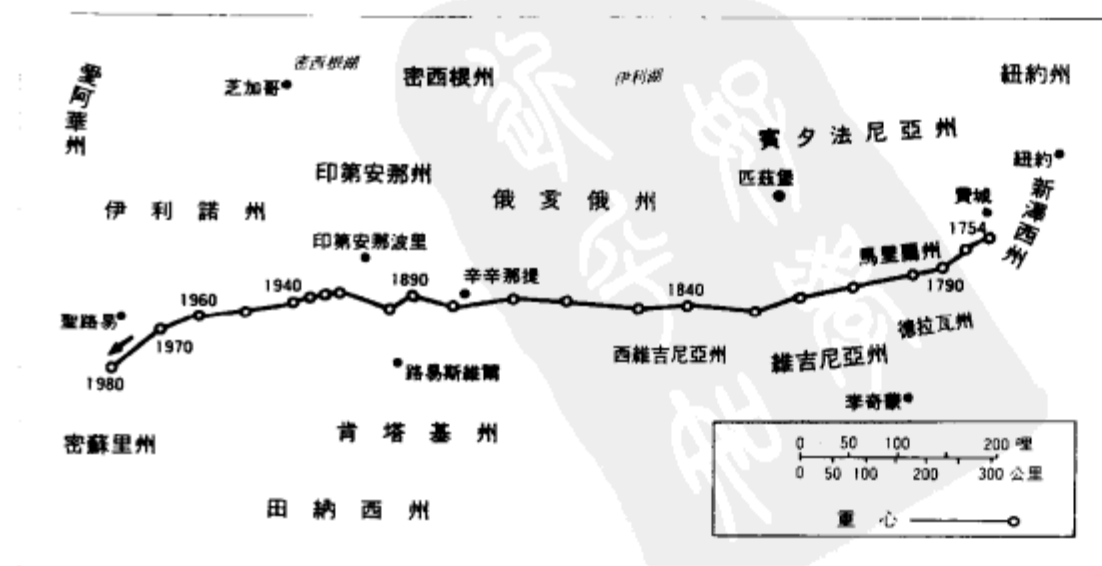 密西根湖
密西根州
伊利湖
紐約州
愛阿華州
芝加哥
賓夕法尼亞州
紐約
匹茲堡
印第安那州
俄亥俄州
費城
新澤西州
伊利諾州
1754
印第安那波里
馬里蘭州
1790
1940
1890
辛辛那提
1840
1960
聖路易
1970
德拉瓦州
西維吉尼亞州
維吉尼亞州
路易斯維爾
1980
李奇蒙
密蘇里州
肯塔基州
0 50 100 200 哩
0 50 100 200 300 公里
田納西州
重心